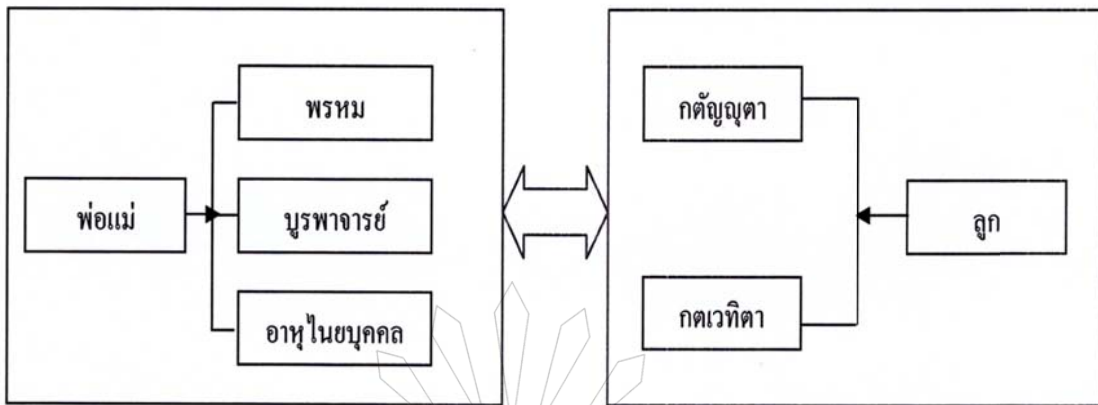 พ่อแม่
พรหม
บูรพาจารย์
อาหุไนยบุคคล
กตัญญุตา
กตเวทิตา
ลูก